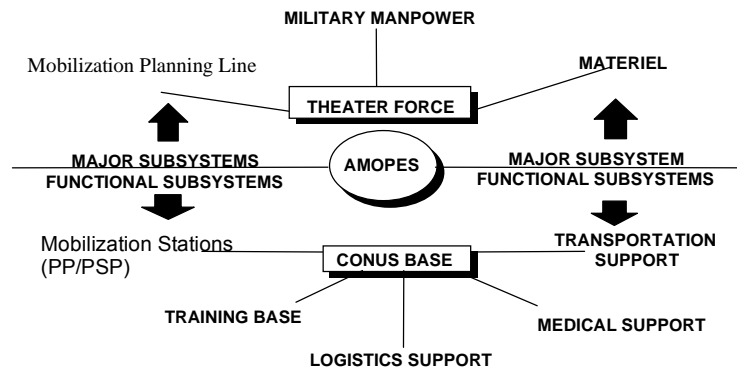 MILITARY MANPOWER
Mobilization Planning Line
MATERIEL
THEATER FORCE
MAJOR SUBSYSTEMS
FUNCTIONAL SUBSYSTEMS
AMOPES
MAJOR SUBSYSTEM
FUNCTIONAL SUBSYSTEMS
Mobilization Stations
(PP/PSP)
CONUS BASE
TRANSPORTATION
SUPPORT
TRAINING BASE
MEDICAL SUPPORT
LOGISTICS SUPPORT